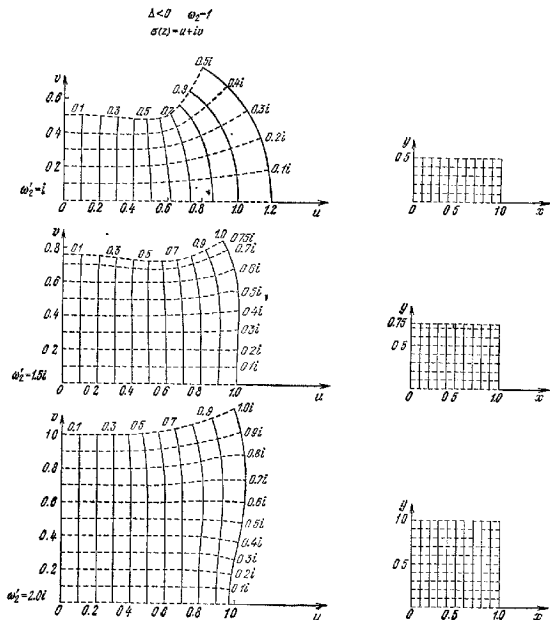 Δ<0 ω₂=1
σ(z)=u+iv
v
0.6
0.4
0.2
0
ω₂'=i
0.1 0.3 0.5 0.7 0.9
0.5i
0.4i
0.3i
0.2i
0.1i
0 0.2 0.4 0.6 0.8 1.0 1.2 u
y
0.5
0 0.5 1.0 x
v
0.8
0.6
0.4
0.2
0
ω₂'=1.5i
0.1 0.3 0.5 0.7 0.9 1.0
0.75i
0.7i
0.6i
0.5i
0.4i
0.3i
0.2i
0.1i
0 0.2 0.4 0.6 0.8 1.0 u
y
0.75
0.5
0 0.5 1.0 x
v
1.0
0.8
0.6
0.4
0.2
0
ω₂'=2.0i
0.1 0.3 0.5 0.7 0.9
1.0i
0.9i
0.8i
0.7i
0.6i
0.5i
0.4i
0.3i
0.2i
0.1i
0 0.2 0.4 0.6 0.8 1.0 u
y
1.0
0.5
0 0.5 1.0 x